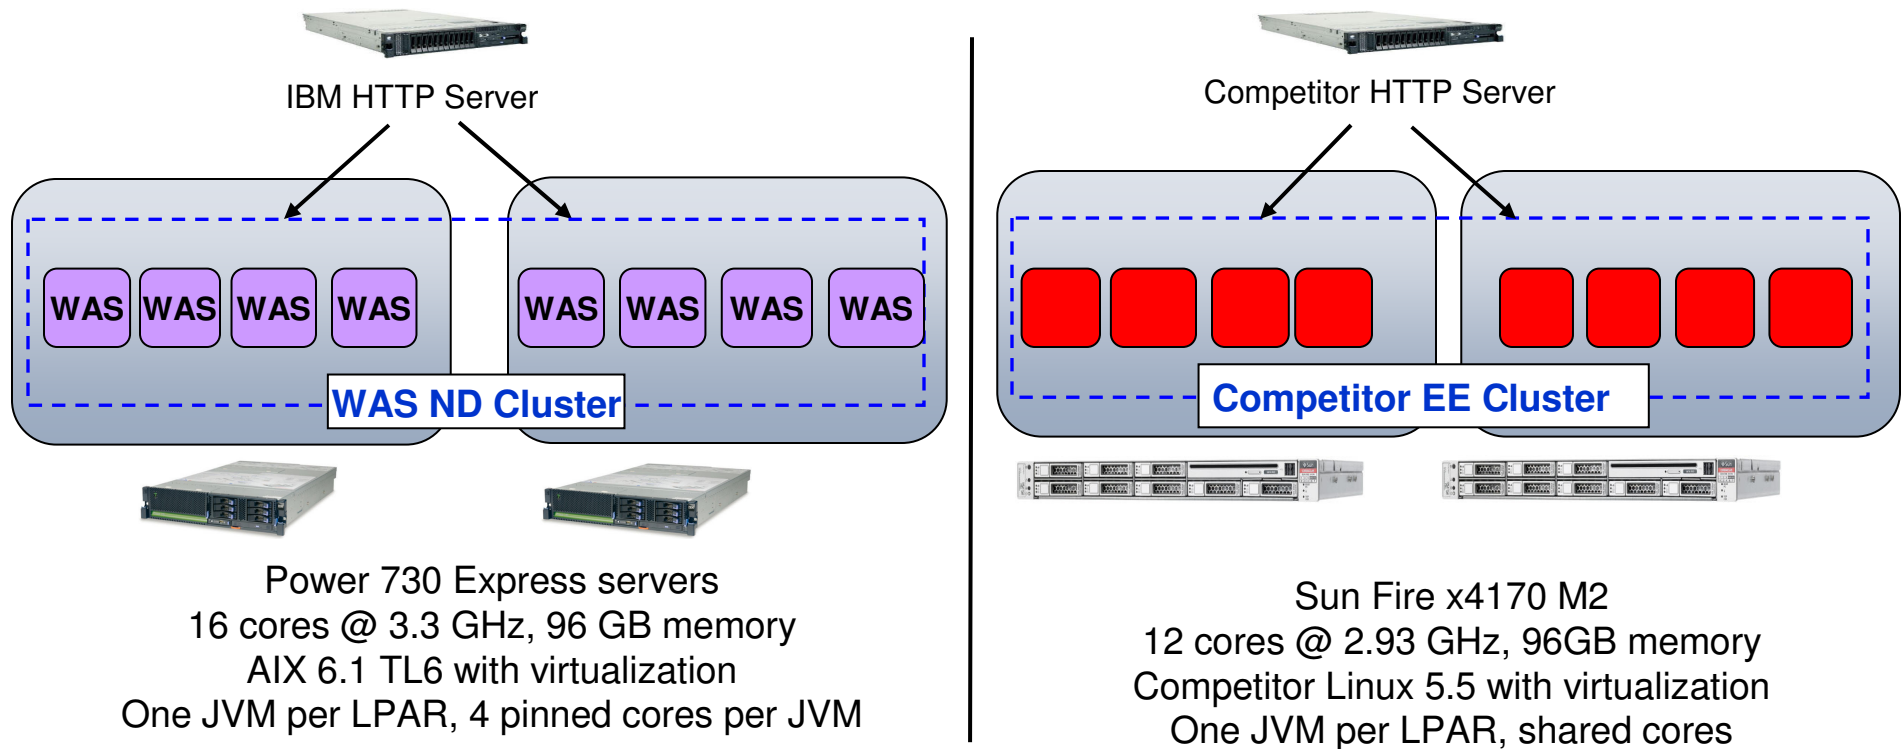 IBM HTTP Server
WAS WAS WAS WAS WAS WAS WAS WAS
WAS ND Cluster
Power 730 Express servers
16 cores @ 3.3 GHz, 96 GB memory
AIX 6.1 TL6 with virtualization
One JVM per LPAR, 4 pinned cores per JVM
Competitor HTTP Server
Competitor EE Cluster
Sun Fire x4170 M2
12 cores @ 2.93 GHz, 96GB memory
Competitor Linux 5.5 with virtualization
One JVM per LPAR, shared cores